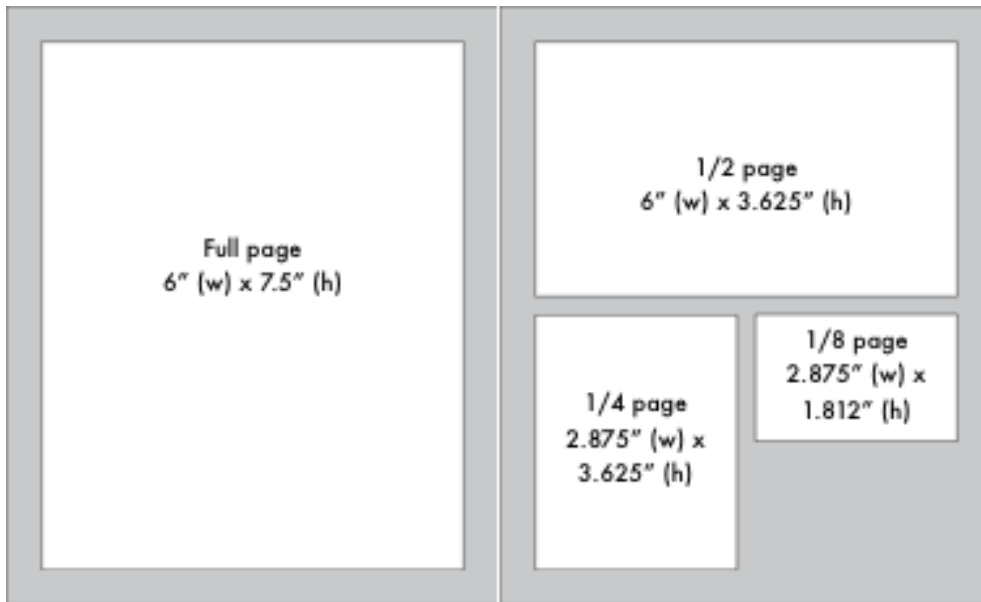 Full page
6” (w) x 7.5” (h)
1/2 page
6” (w) x 3.625” (h)
1/4 page
2.875” (w) x
3.625” (h)
1/8 page
2.875” (w) x
1.812” (h)